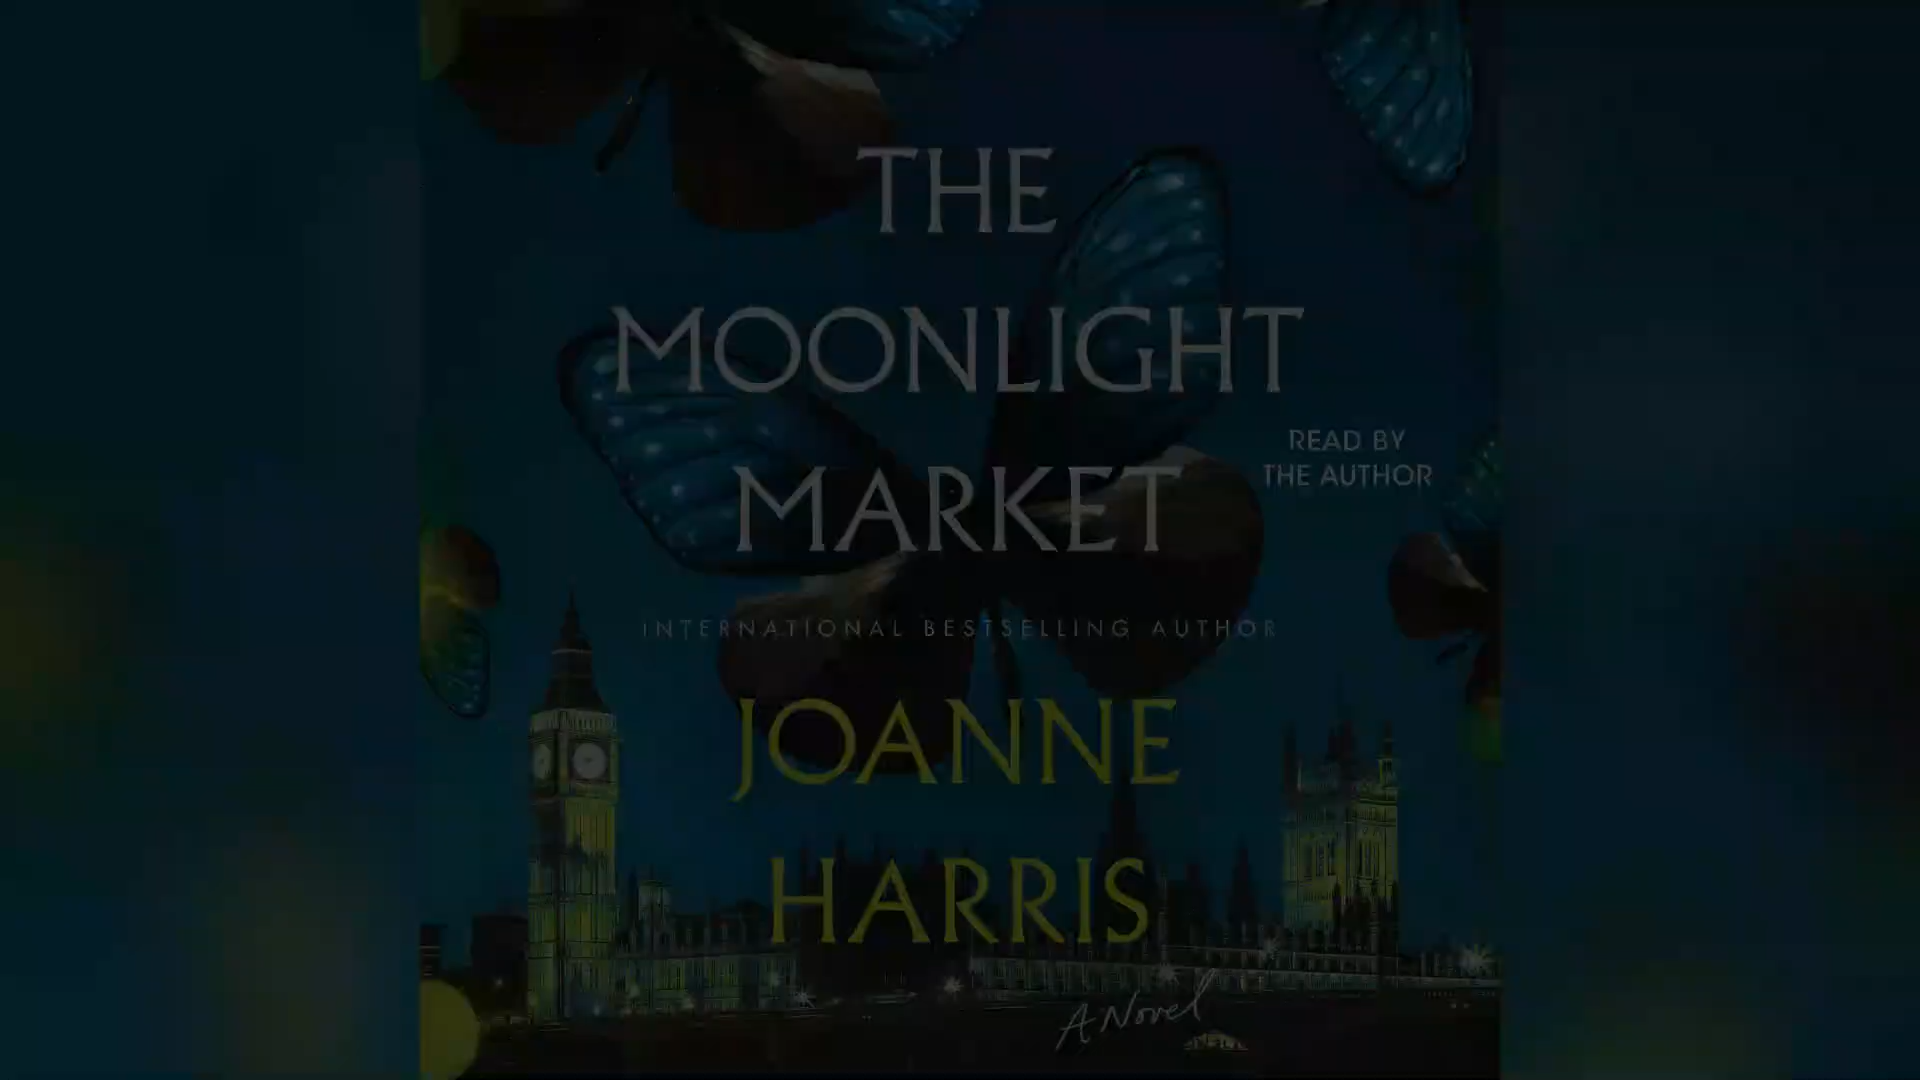 THE
MOONLIGHT
MARKET
READ BY
THE AUTHOR
INTERNATIONAL BESTSELLING AUTHOR
JOANNE
HARRIS
A Novel